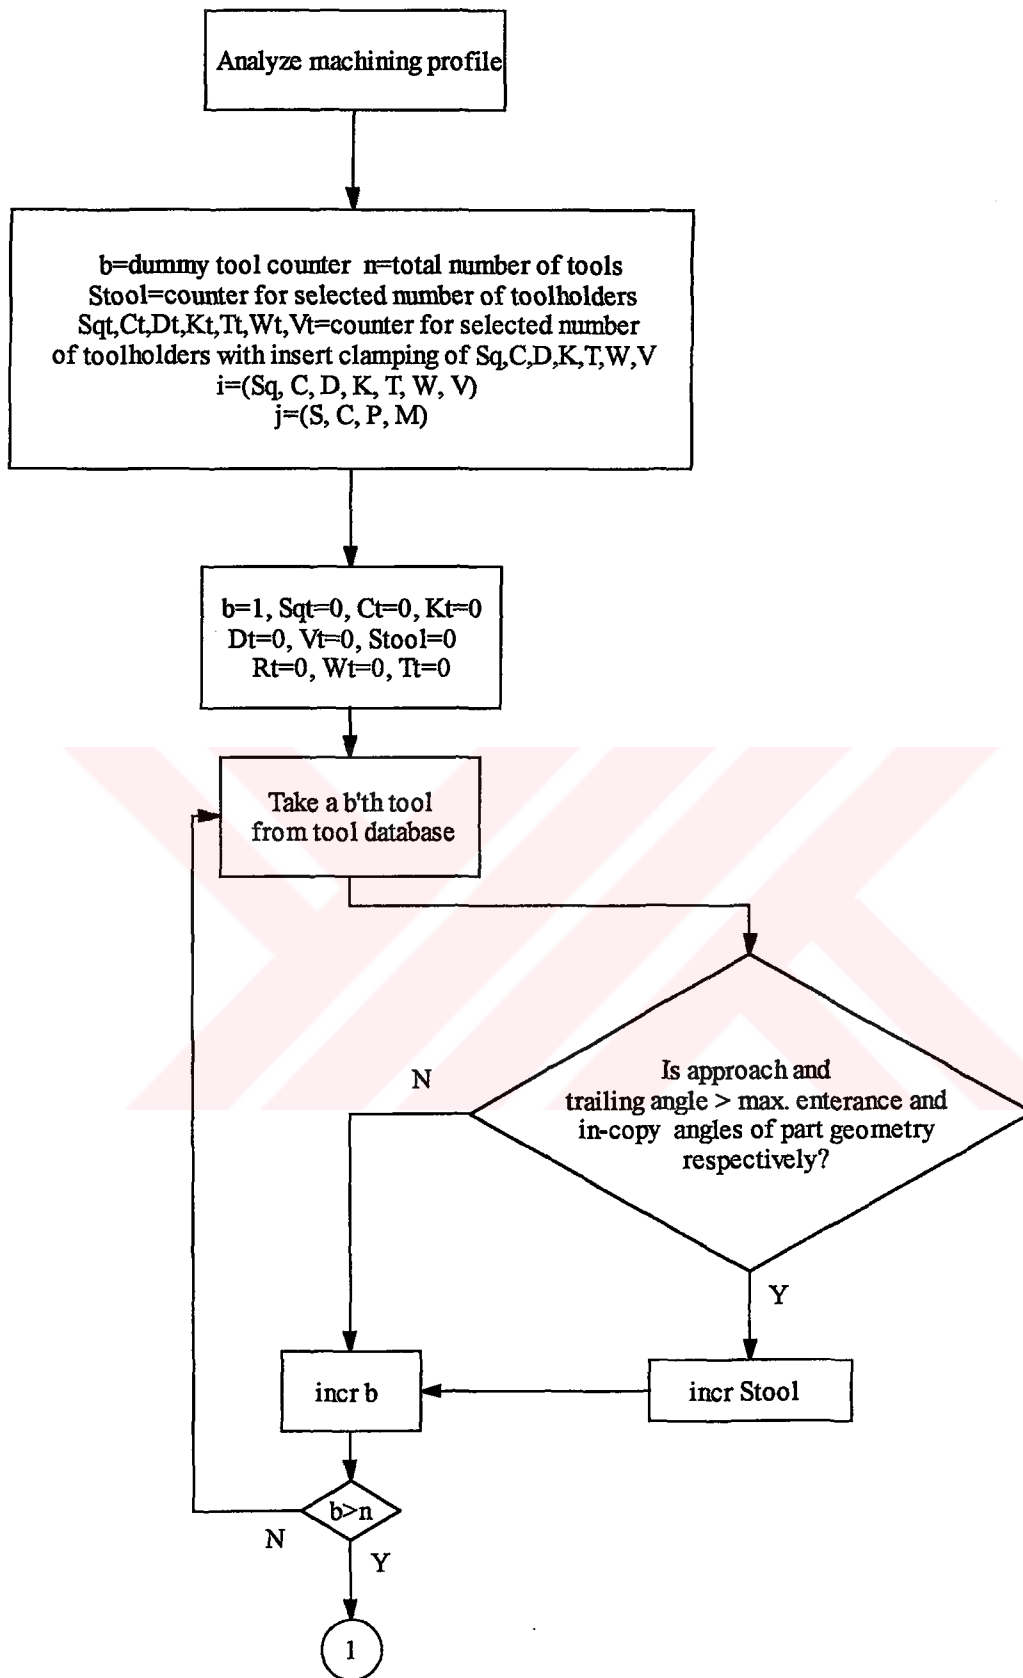 Analyze machining profile
b=dummy tool counter n=total number of tools
Stool=counter for selected number of toolholders
Sqt,Ct,Dt,Kt,Tt,Wt,Vt=counter for selected number
of toolholders with insert clamping of Sq,C,D,K,T,W,V
i=(Sq, C, D, K, T, W, V)
j=(S, C, P, M)
b=1, Sqt=0, Ct=0, Kt=0
Dt=0, Vt=0, Stool=0
Rt=0, Wt=0, Tt=0
Take a b'th tool
from tool database
Is approach and
trailing angle > max. enterance and
in-copy angles of part geometry
respectively?
N
Y
incr b
incr Stool
b>n
N
Y
1